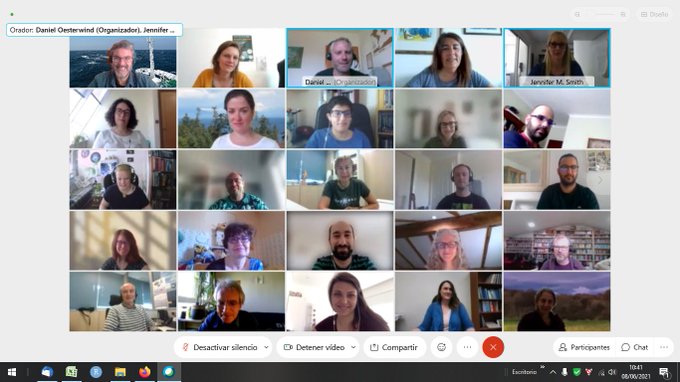 Orador: Daniel Oesterwind (Organizador), Jennifer ...
Diseño
Daniel ... (Organizador)
Jennifer M. Smith
Desactivar silencio
Detener vídeo
Compartir
Participantes
Chat
Escritorio
10:41
08/06/2021